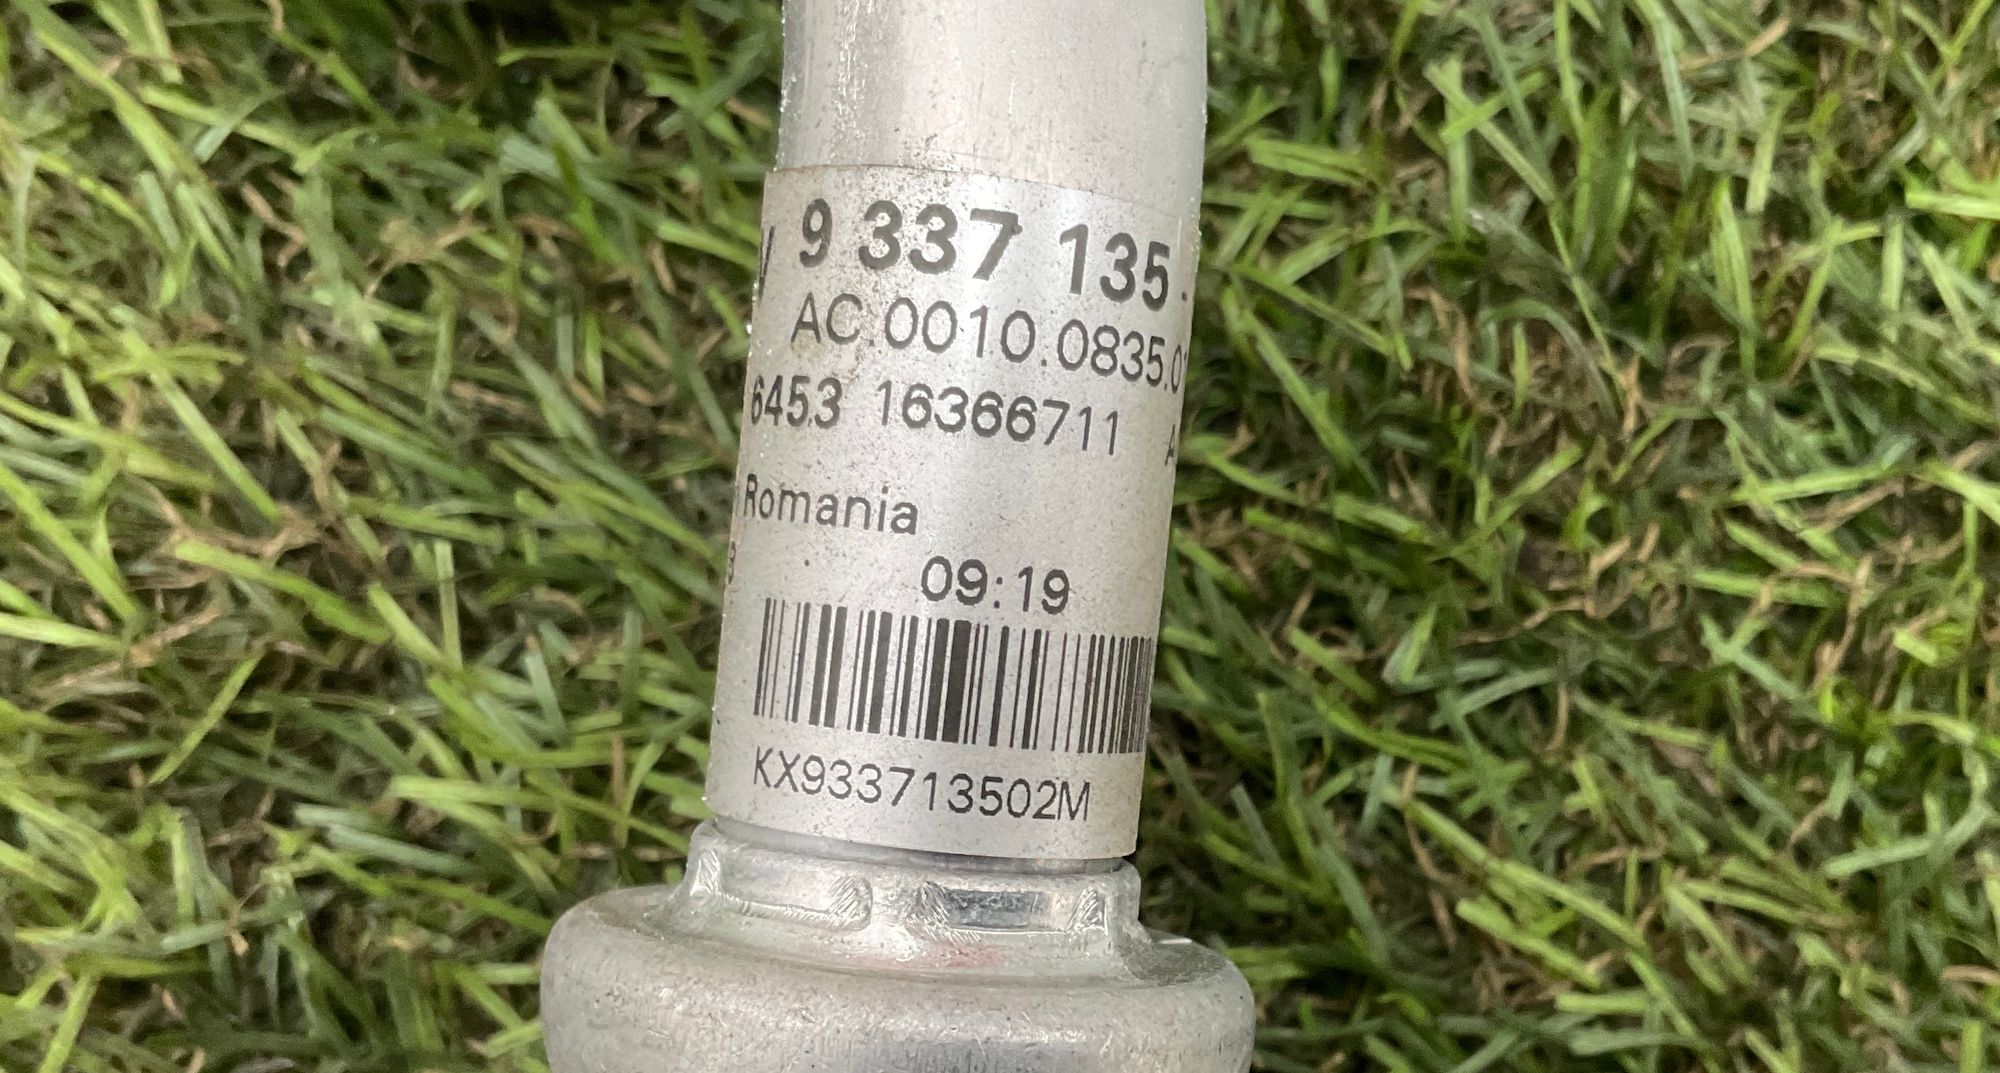 9 337 135 -
AC.0010.0835.0
6453 16366711 A
Romania
09:19
KX933713502M